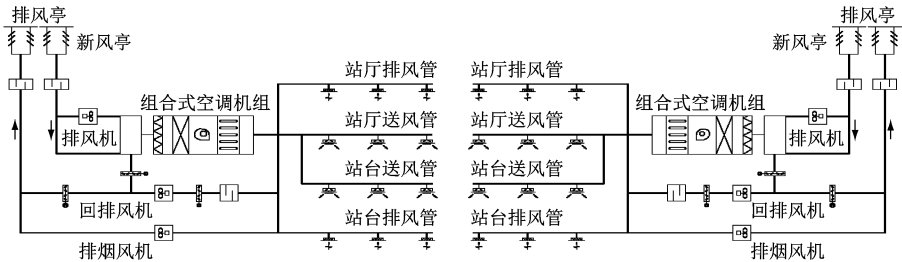 排风亭
新风亭
组合式空调机组
排风机
回排风机
排烟风机
站厅排风管
站厅送风管
站台送风管
站台排风管
站厅排风管
站厅送风管
站台送风管
站台排风管
排风亭
新风亭
组合式空调机组
排风机
回排风机
排烟风机